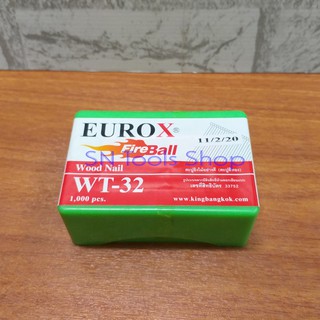 EUROX®
11/2/20
FireBall
SN Tools Shop
Wood Nail
WT-32
1,000 pcs.
www.kingbangkok.com